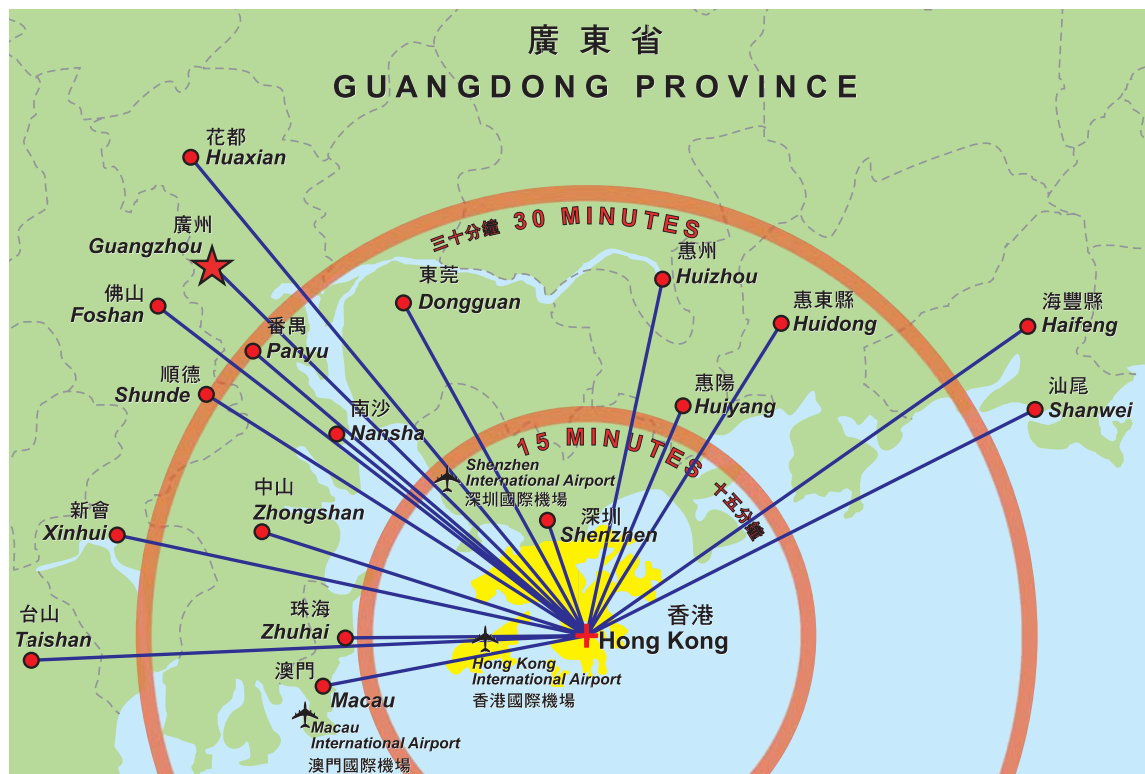 廣東省
GUANGDONG PROVINCE
花都
Huaxian
三十分鐘 30 MINUTES
廣州
Guangzhou
惠州
Huizhou
東莞
Dongguan
佛山
Foshan
惠東縣
Huidong
海豐縣
Haifeng
番禺
Panyu
順德
Shunde
惠陽
Huiyang
汕尾
Shanwei
南沙
Nansha
15 MINUTES 十五分鐘
Shenzhen
International Airport
深圳國際機場
中山
Zhongshan
新會
Xinhui
深圳
Shenzhen
台山
Taishan
珠海
Zhuhai
香港
Hong Kong
Hong Kong
International Airport
香港國際機場
澳門
Macau
Macau
International Airport
澳門國際機場